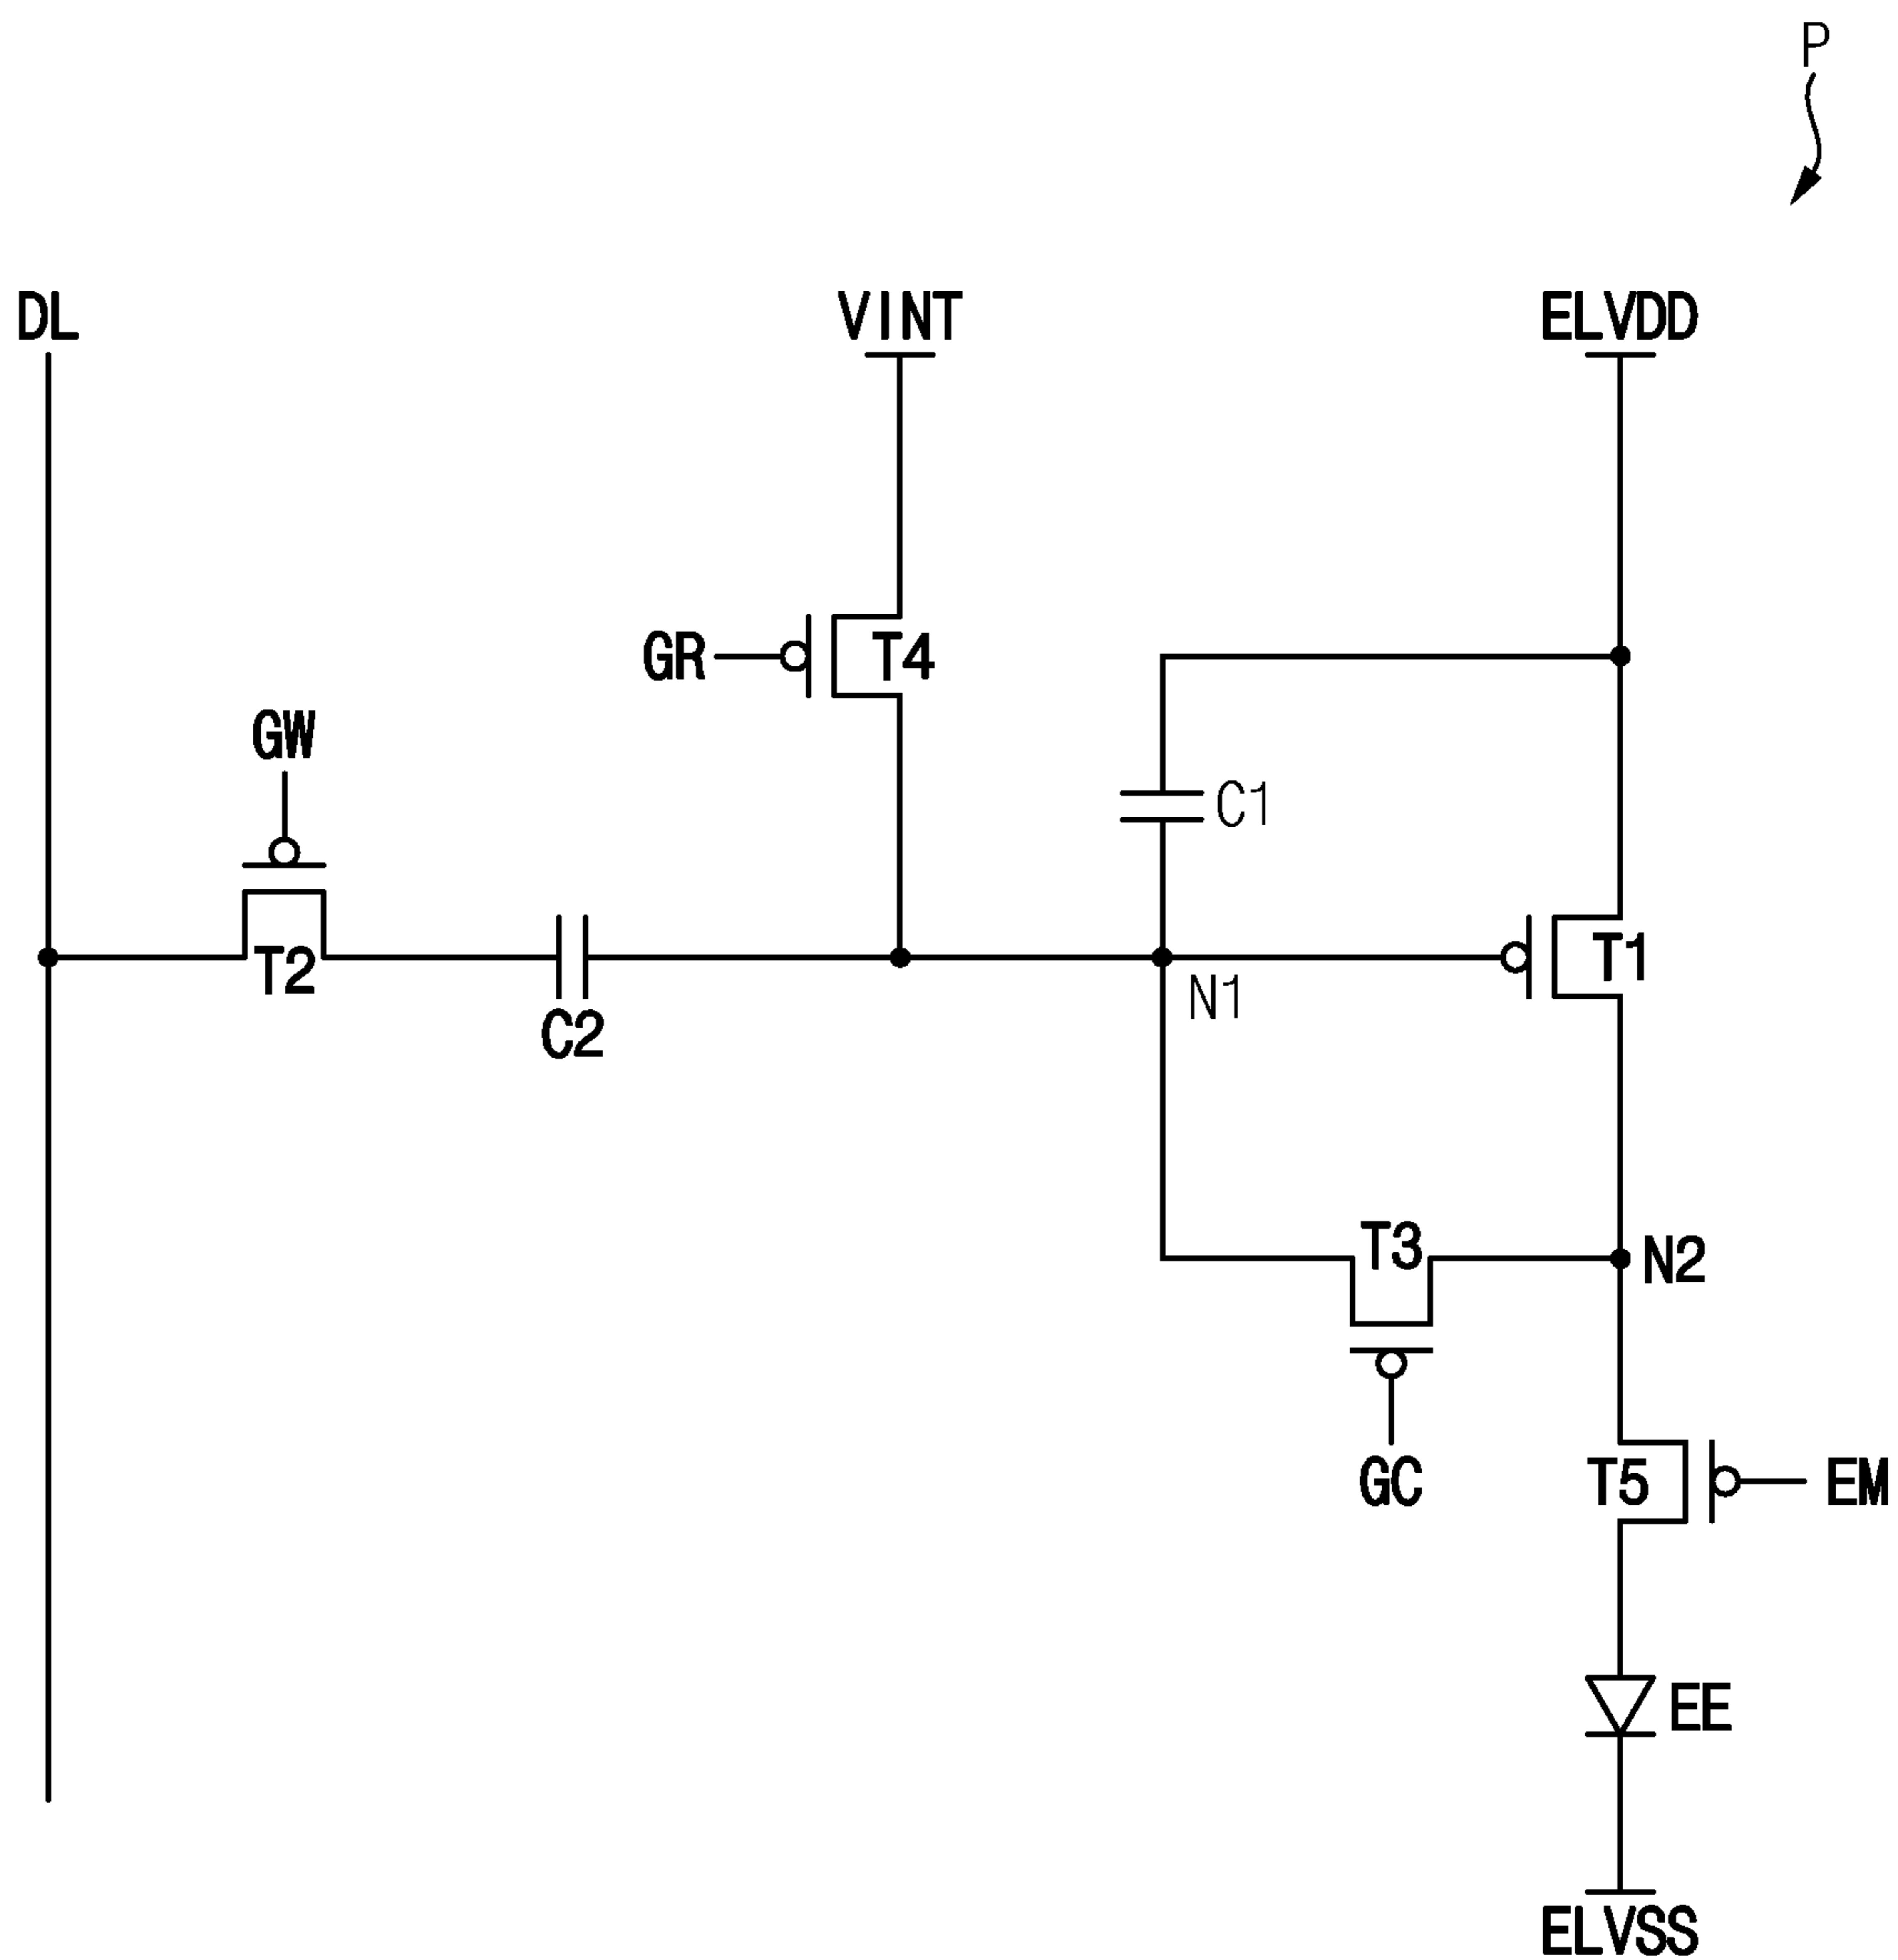 P
DL
VINT
ELVDD
GR
T4
GW
C1
T2
T1
N1
C2
T3
N2
GC
T5
EM
EE
ELVSS